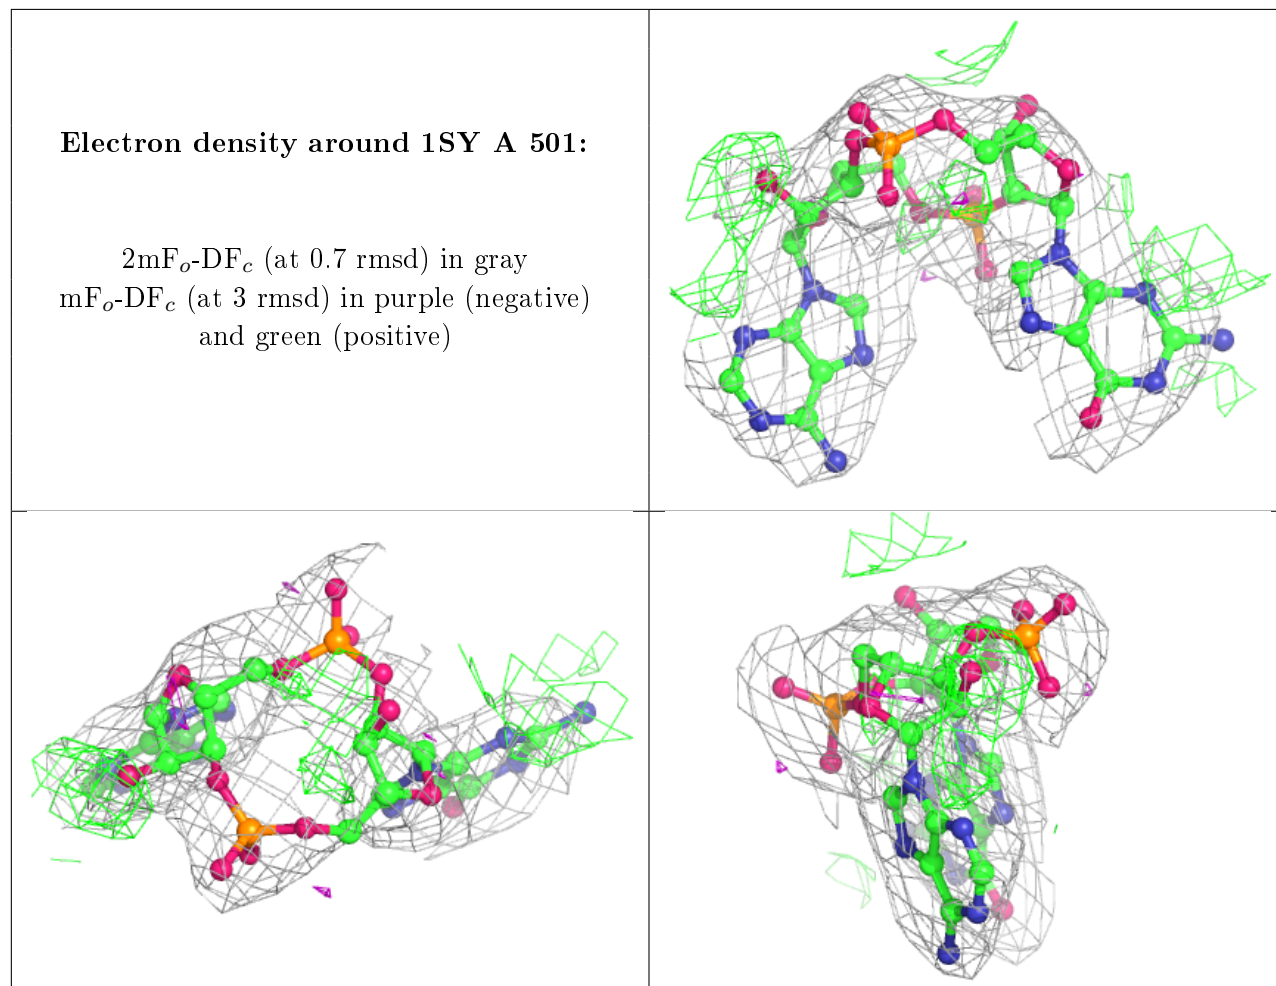 Electron density around 1SY A 501:
2mFo-DFc (at 0.7 rmsd) in gray
mFo-DFc (at 3 rmsd) in purple (negative)
and green (positive)